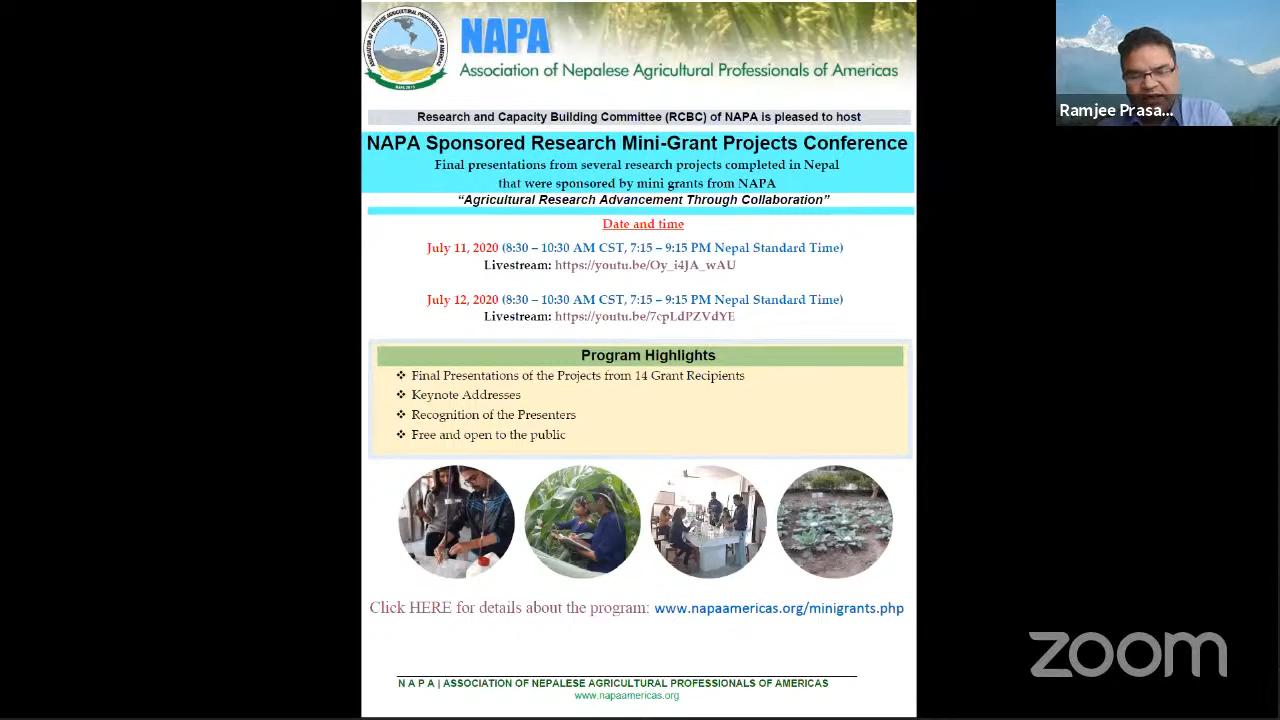 NAPA
Association of Nepalese Agricultural Professionals of Americas
Research and Capacity Building Committee (RCBC) of NAPA is pleased to host
NAPA Sponsored Research Mini-Grant Projects Conference
Final presentations from several research projects completed in Nepal
that were sponsored by mini grants from NAPA
“Agricultural Research Advancement Through Collaboration”
Date and time
July 11, 2020 (8:30 – 10:30 AM CST, 7:15 – 9:15 PM Nepal Standard Time)
Livestream: https://youtu.be/Oy_i4JA_wAU
July 12, 2020 (8:30 – 10:30 AM CST, 7:15 – 9:15 PM Nepal Standard Time)
Livestream: https://youtu.be/7cpLdPZVdYE
Program Highlights
❖ Final Presentations of the Projects from 14 Grant Recipients
❖ Keynote Addresses
❖ Recognition of the Presenters
❖ Free and open to the public
Click HERE for details about the program: www.napaamericas.org/minigrants.php
N A P A | ASSOCIATION OF NEPALESE AGRICULTURAL PROFESSIONALS OF AMERICAS
www.napaamericas.org
Ramjee Prasa...
zoom